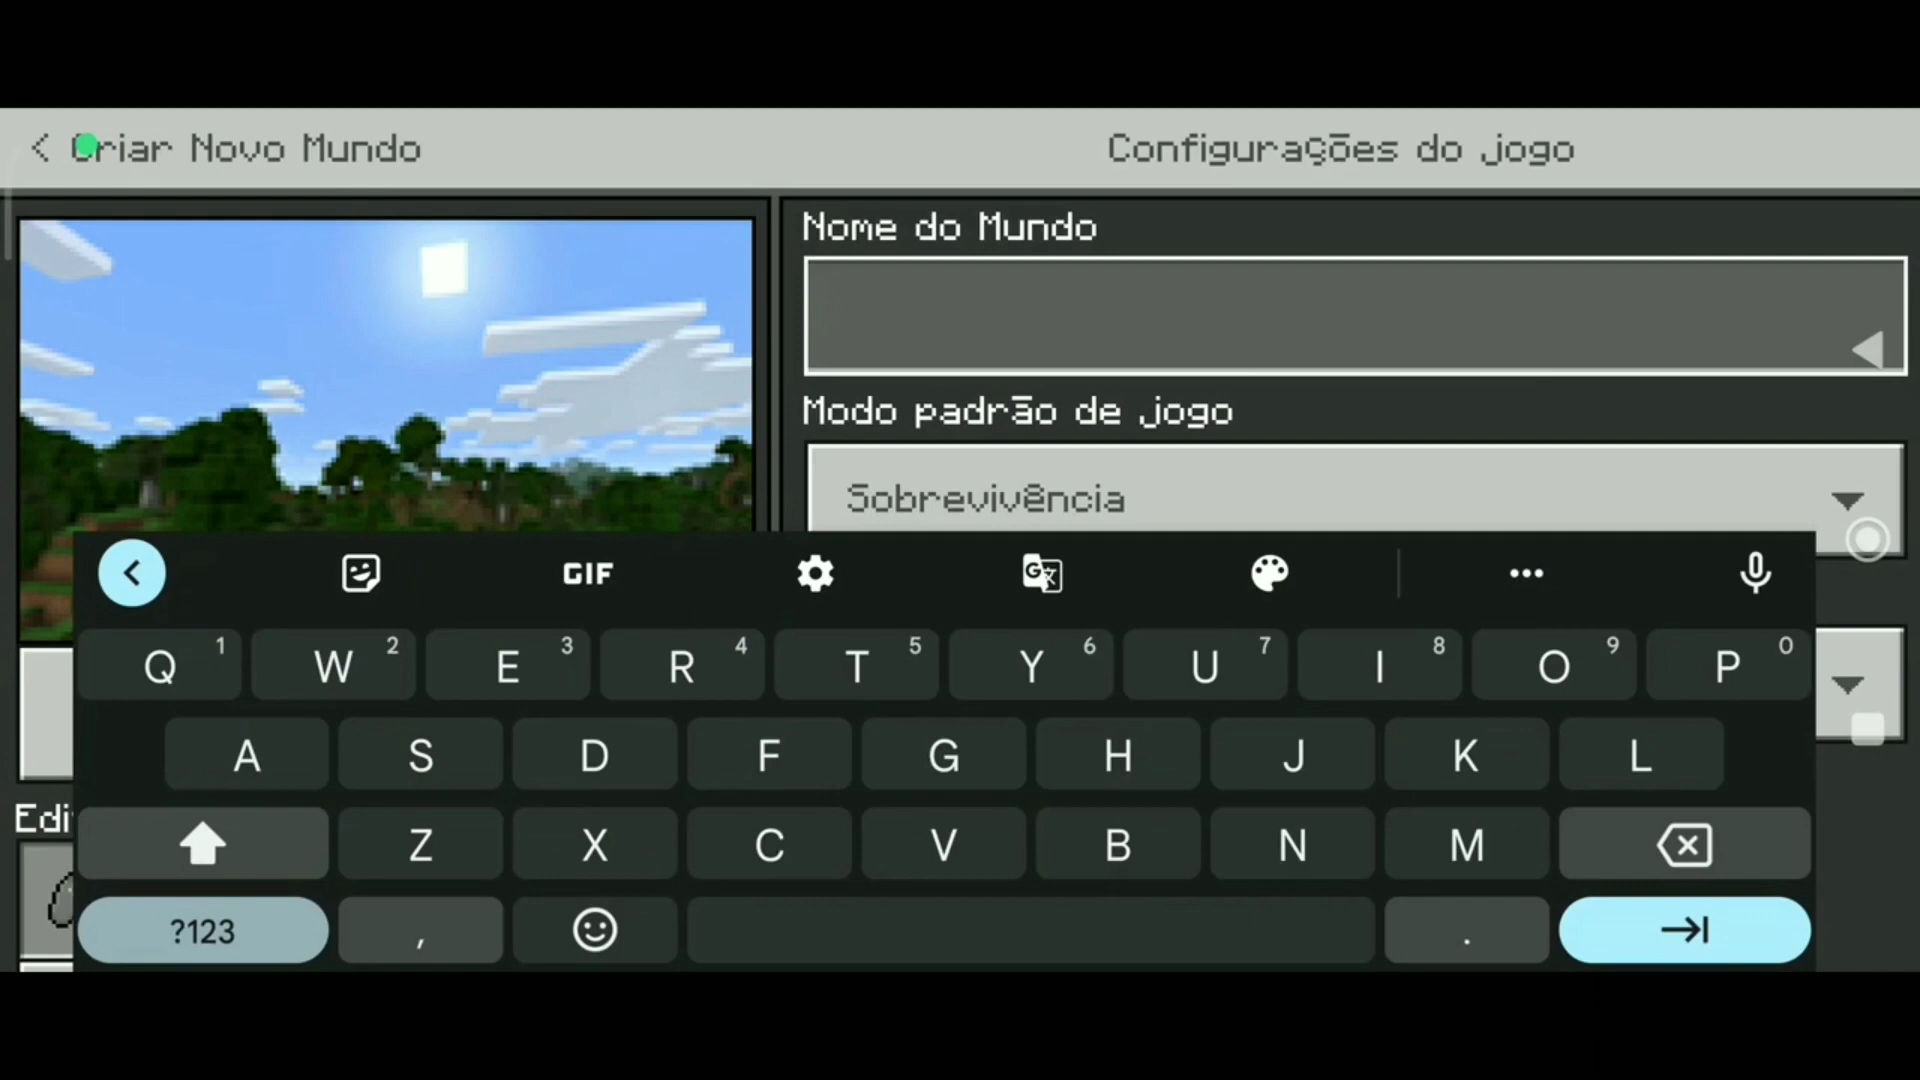 Criar Novo Mundo
Configurações do jogo
Nome do Mundo
Modo padrão de jogo
Sobrevivência
GIF
Q 1 W 2 E 3 R 4 T 5 Y 6 U 7 I 8 O 9 P 0
A S D F G H J K L
Edi
Z X C V B N M
?123 , .